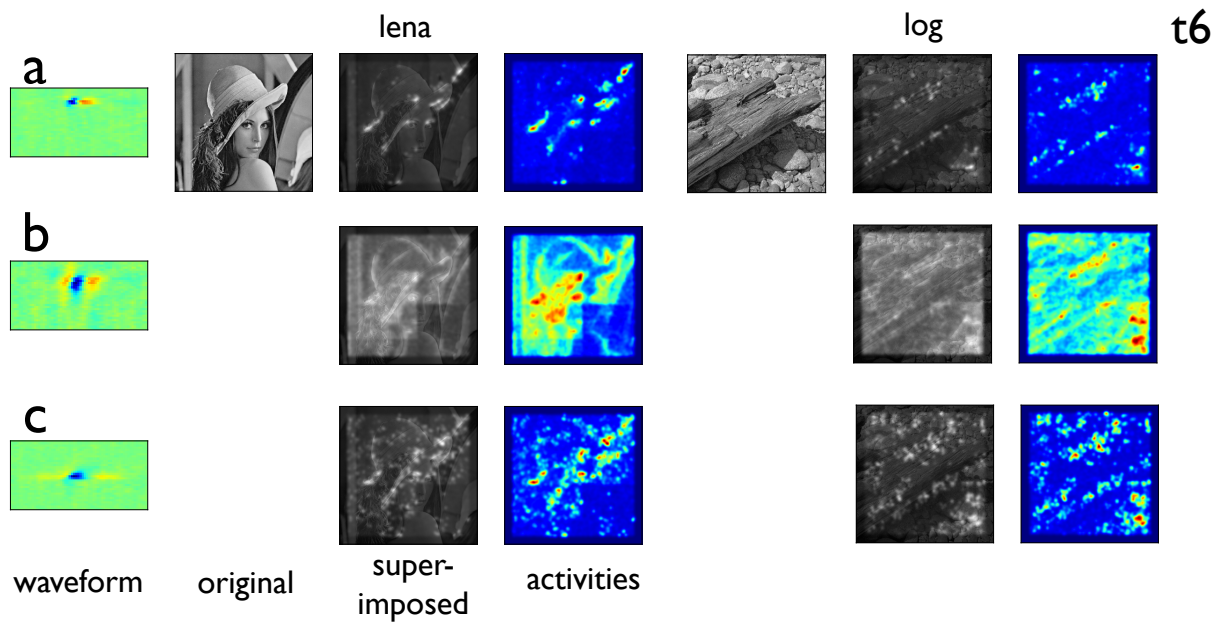 lena
log
t6
a
b
c
waveform
original
super-
imposed
activities